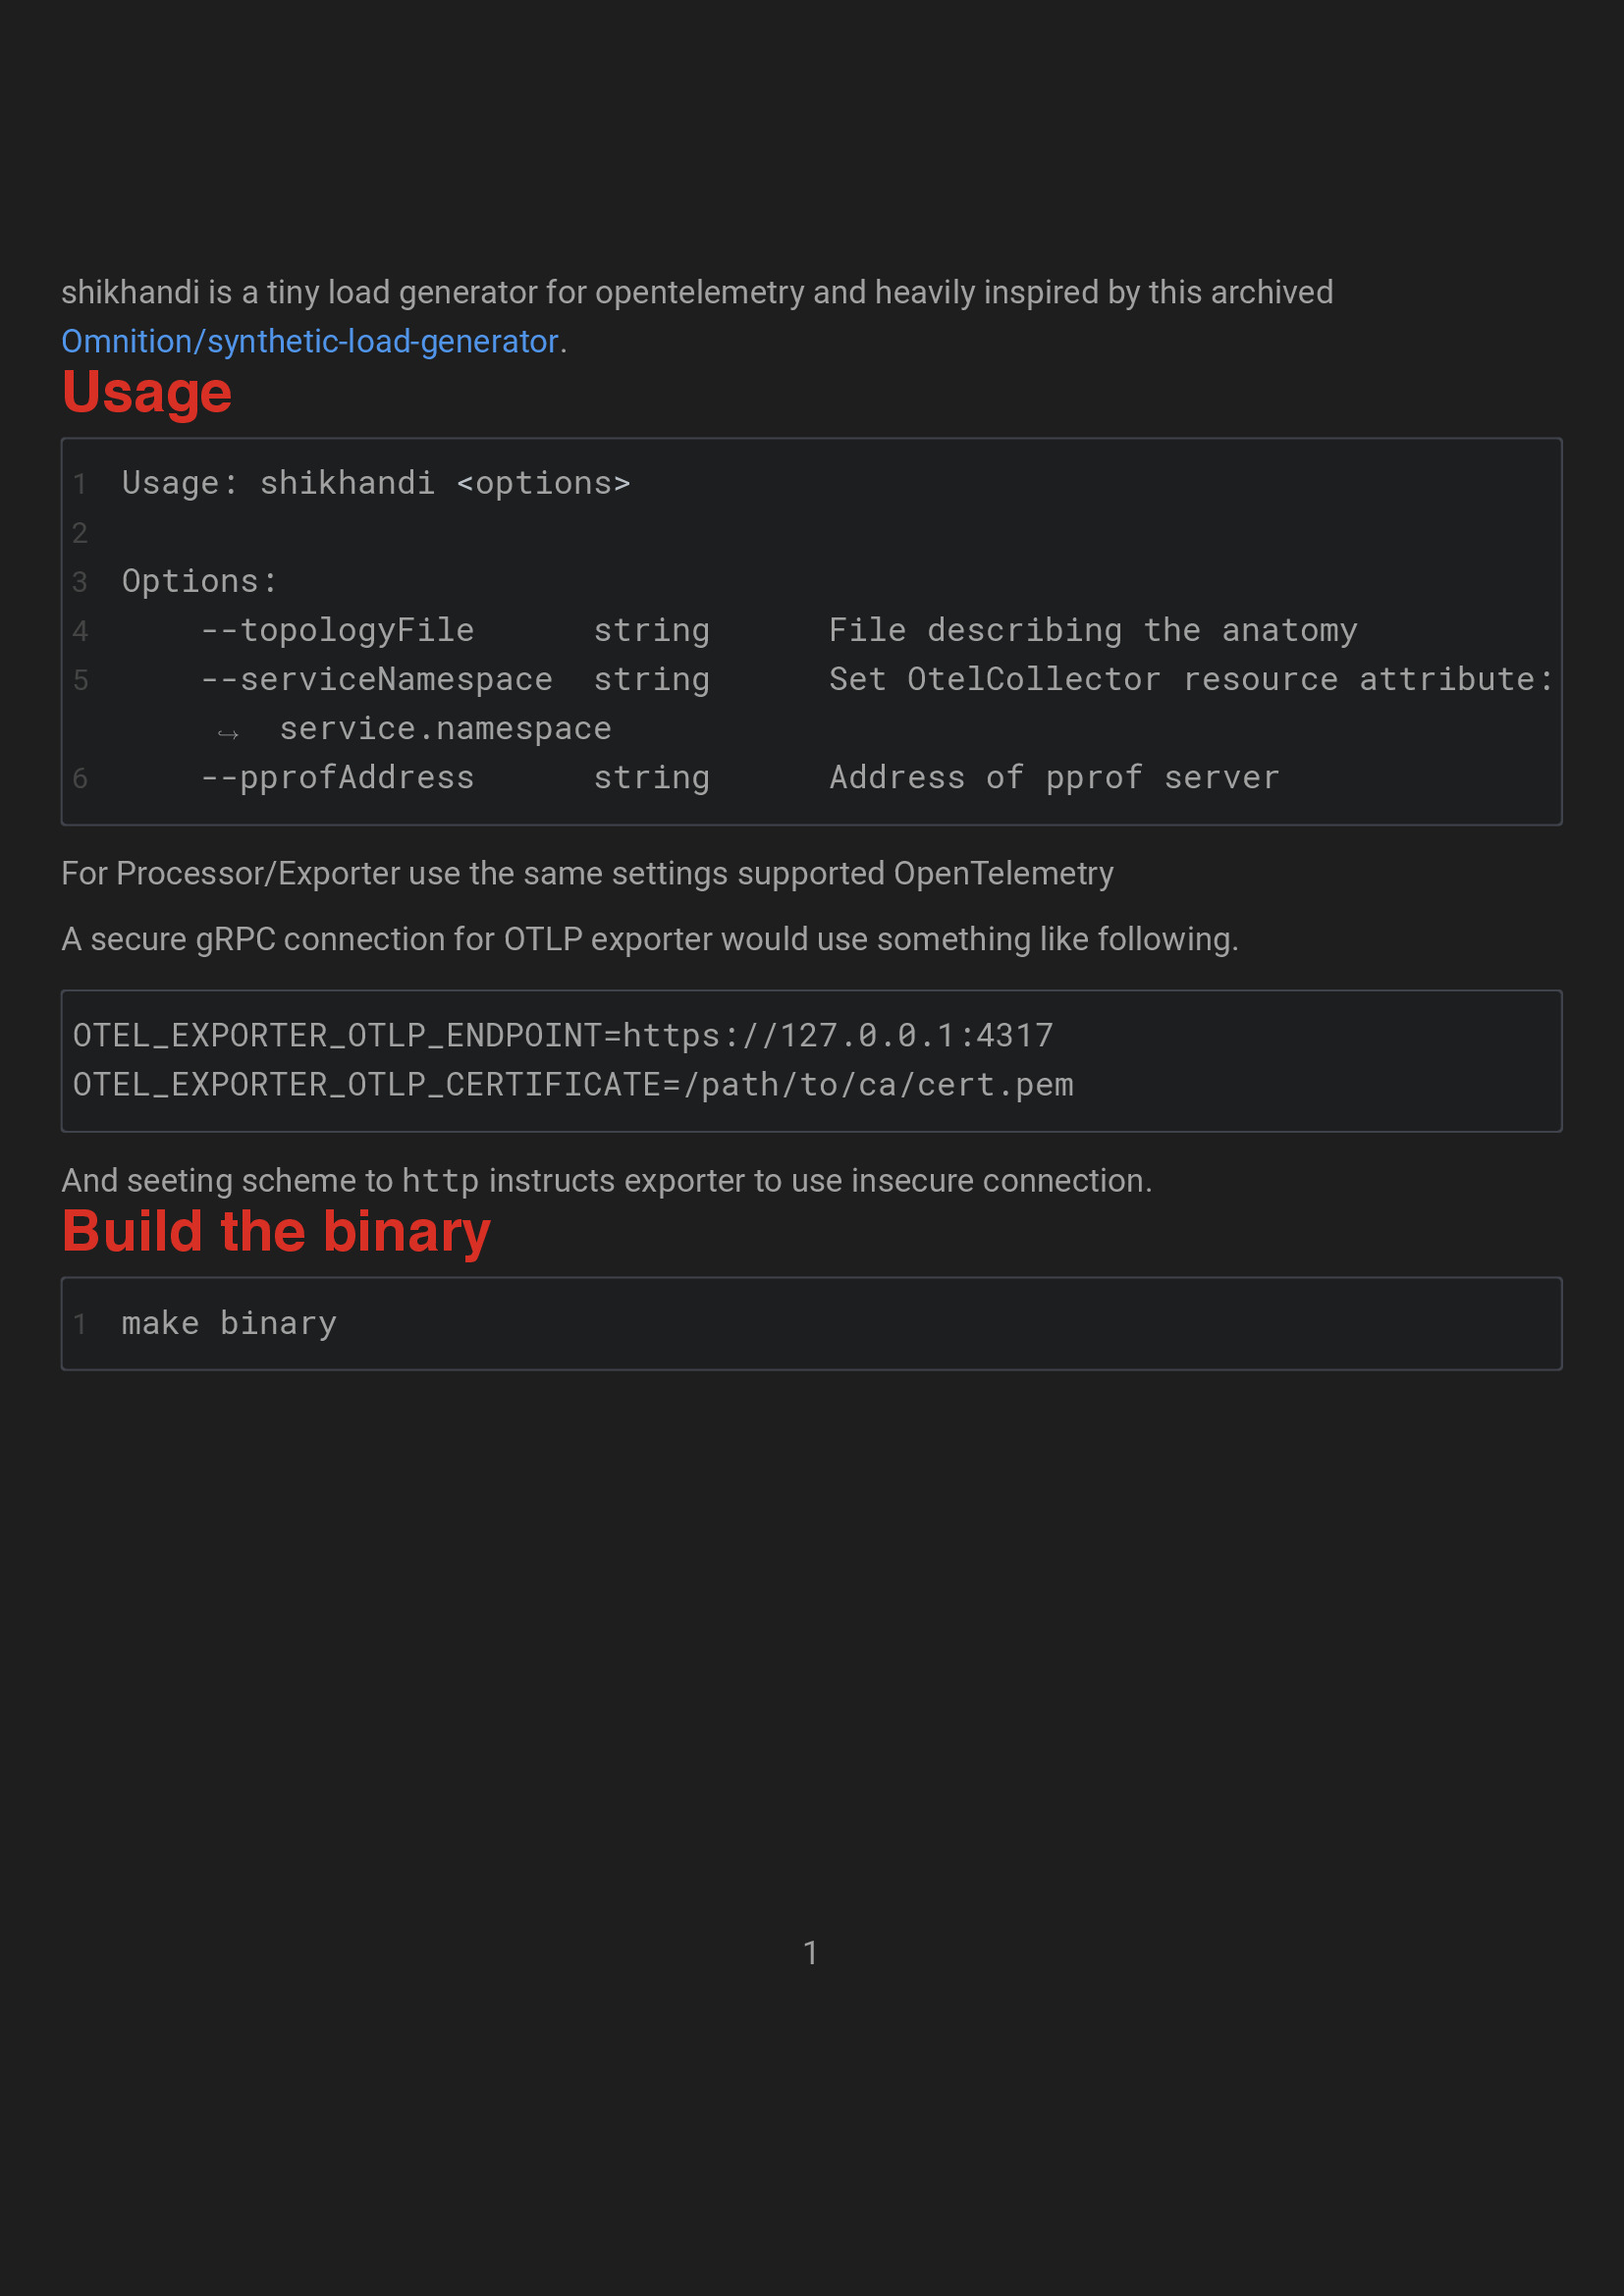 shikhandi is a tiny load generator for opentelemetry and heavily inspired by this archived
Omnition/synthetic-load-generator.
Usage
1 Usage: shikhandi <options>
2
3 Options:
4     --topologyFile      string      File describing the anatomy
5     --serviceNamespace  string      Set OtelCollector resource attribute:
↪  service.namespace
6     --pprofAddress      string      Address of pprof server
For Processor/Exporter use the same settings supported OpenTelemetry
A secure gRPC connection for OTLP exporter would use something like following.
OTEL_EXPORTER_OTLP_ENDPOINT=https://127.0.0.1:4317
OTEL_EXPORTER_OTLP_CERTIFICATE=/path/to/ca/cert.pem
And seeting scheme to http instructs exporter to use insecure connection.
Build the binary
1 make binary
1